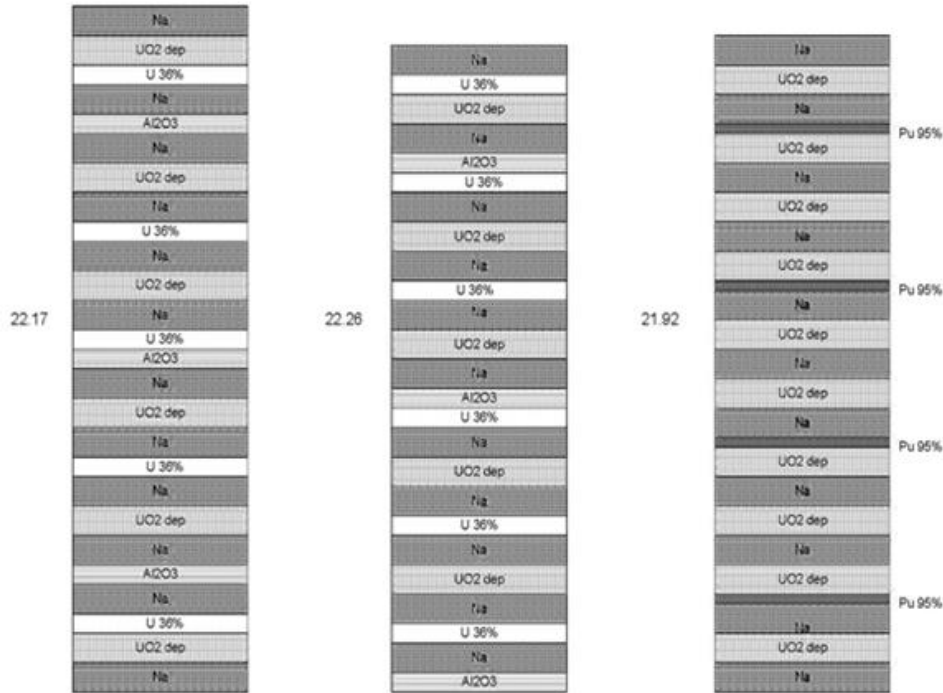 Na
UO2 dep
U 36%
Na
Al2O3
Na
UO2 dep
Na
U 36%
Na
UO2 dep
22.17
Na
U 36%
Al2O3
Na
UO2 dep
Na
U 36%
Na
UO2 dep
Na
Al2O3
Na
U 36%
UO2 dep
Na
Na
U 36%
UO2 dep
Na
Al2O3
U 36%
Na
UO2 dep
Na
U 36%
22.26
Na
UO2 dep
Na
Al2O3
U 36%
Na
UO2 dep
Na
U 36%
Na
UO2 dep
Na
U 36%
Na
Al2O3
Na
UO2 dep
Na
Pu 95%
UO2 dep
Na
UO2 dep
Na
UO2 dep
Pu 95%
21.92
Na
UO2 dep
Na
UO2 dep
Na
Pu 95%
UO2 dep
Na
UO2 dep
Na
UO2 dep
Pu 95%
Na
UO2 dep
Na